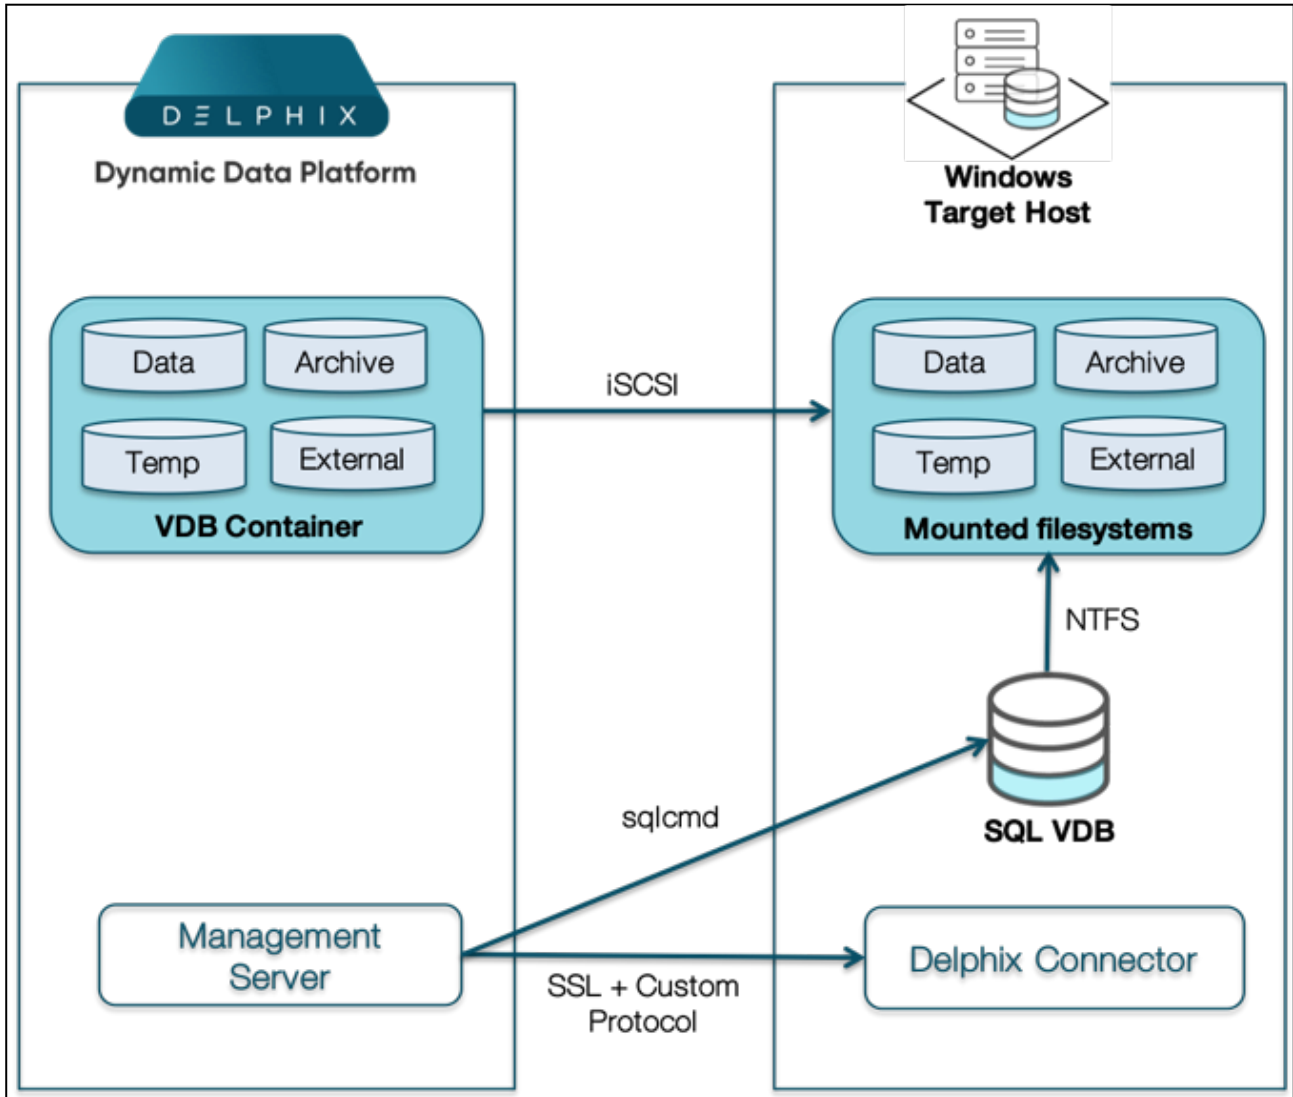 DELPHIX
Dynamic Data Platform
Windows
Target Host
Data
Archive
Temp
External
VDB Container
iSCSI
Data
Archive
Temp
External
Mounted filesystems
NTFS
sqlcmd
SQL VDB
Management
Server
SSL + Custom
Protocol
Delphix Connector